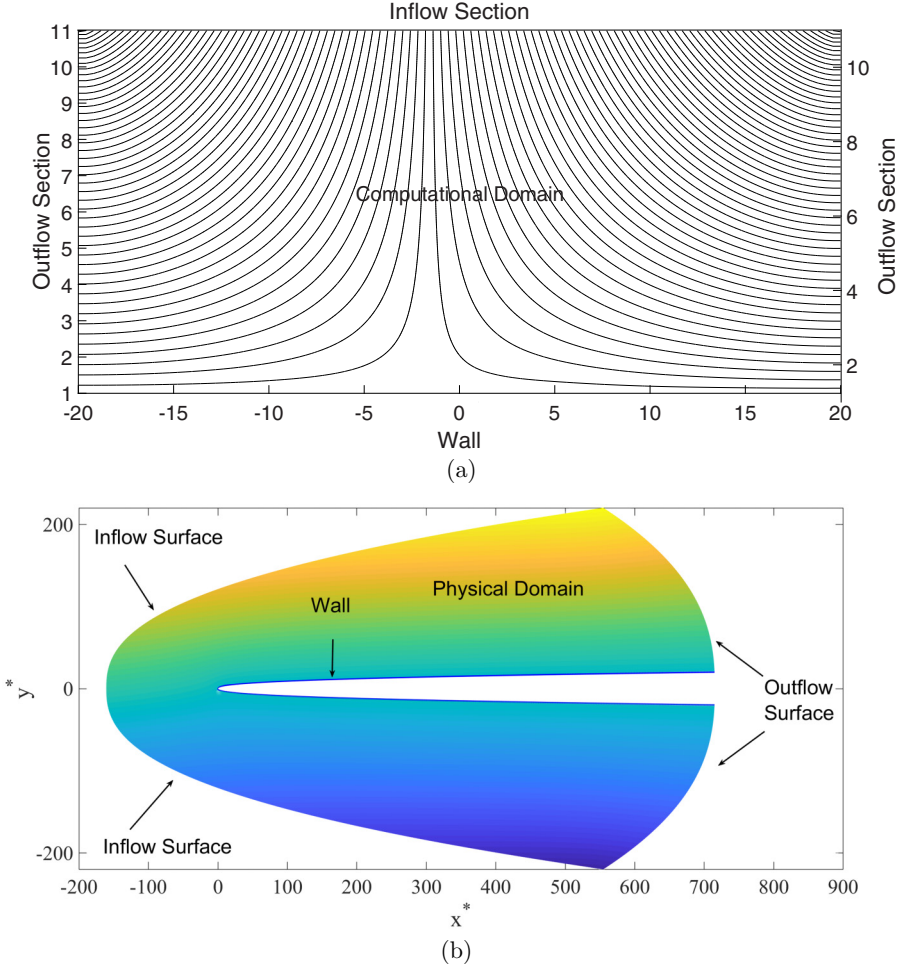 Inflow Section
11
10
9
8
7
6
5
4
3
2
1
Outflow Section
Computational Domain
10
8
6
4
2
Outflow Section
-20 -15 -10 -5 0 5 10 15 20
Wall
(a)
200
0
-200
y*
Inflow Surface
Wall
Physical Domain
Outflow
Surface
Inflow Surface
-200 -100 0 100 200 300 400 500 600 700 800 900
x*
(b)